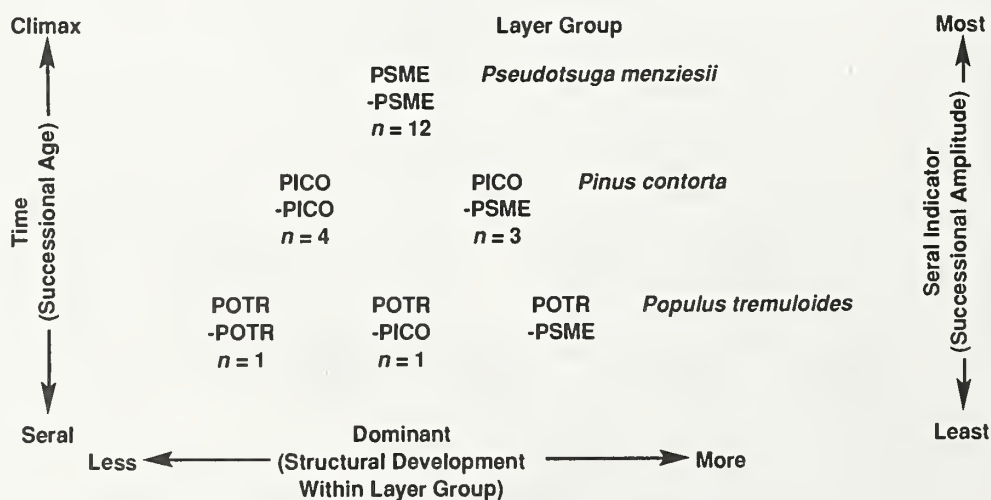 Climax Layer Group Most
PSME Pseudotsuga menziesii
-PSME
n = 12
PICO PICO Pinus contorta
-PICO -PSME
n = 4 n = 3
POTR POTR POTR Populus tremuloides
-POTR -PICO -PSME
n = 1 n = 1
Time
(Successional Age)
Seral Indicator
(Successional Amplitude)
Seral Dominant Least
Less (Structural Development More
Within Layer Group)